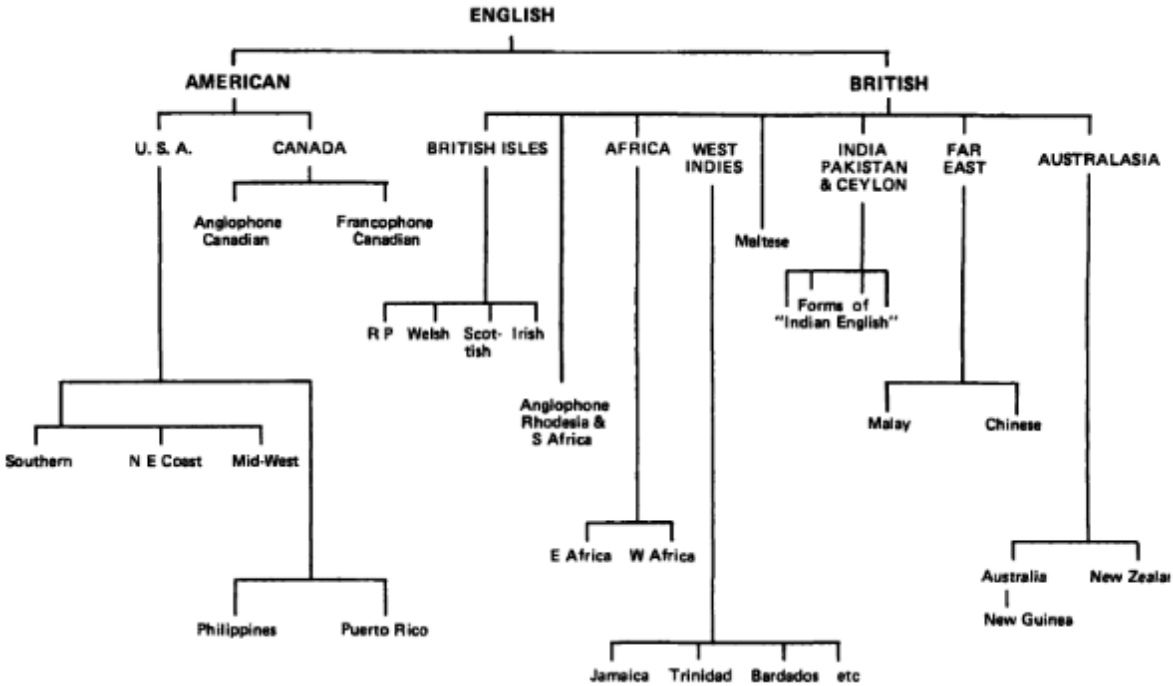 ENGLISH
AMERICAN
BRITISH
U. S. A.
CANADA
BRITISH ISLES
AFRICA
WEST
INDIES
INDIA
PAKISTAN
& CEYLON
FAR
EAST
AUSTRALASIA
Anglophone
Canadian
Francophone
Canadian
Maltese
Forms of
"Indian English"
R P
Welsh
Scot-
tish
Irish
Anglophone
Rhodesia &
S Africa
Malay
Chinese
Southern
N E Coast
Mid-West
E Africa
W Africa
Australia
New Zealar
New Guinea
Philippines
Puerto Rico
Jamaica
Trinidad
Bardados
etc